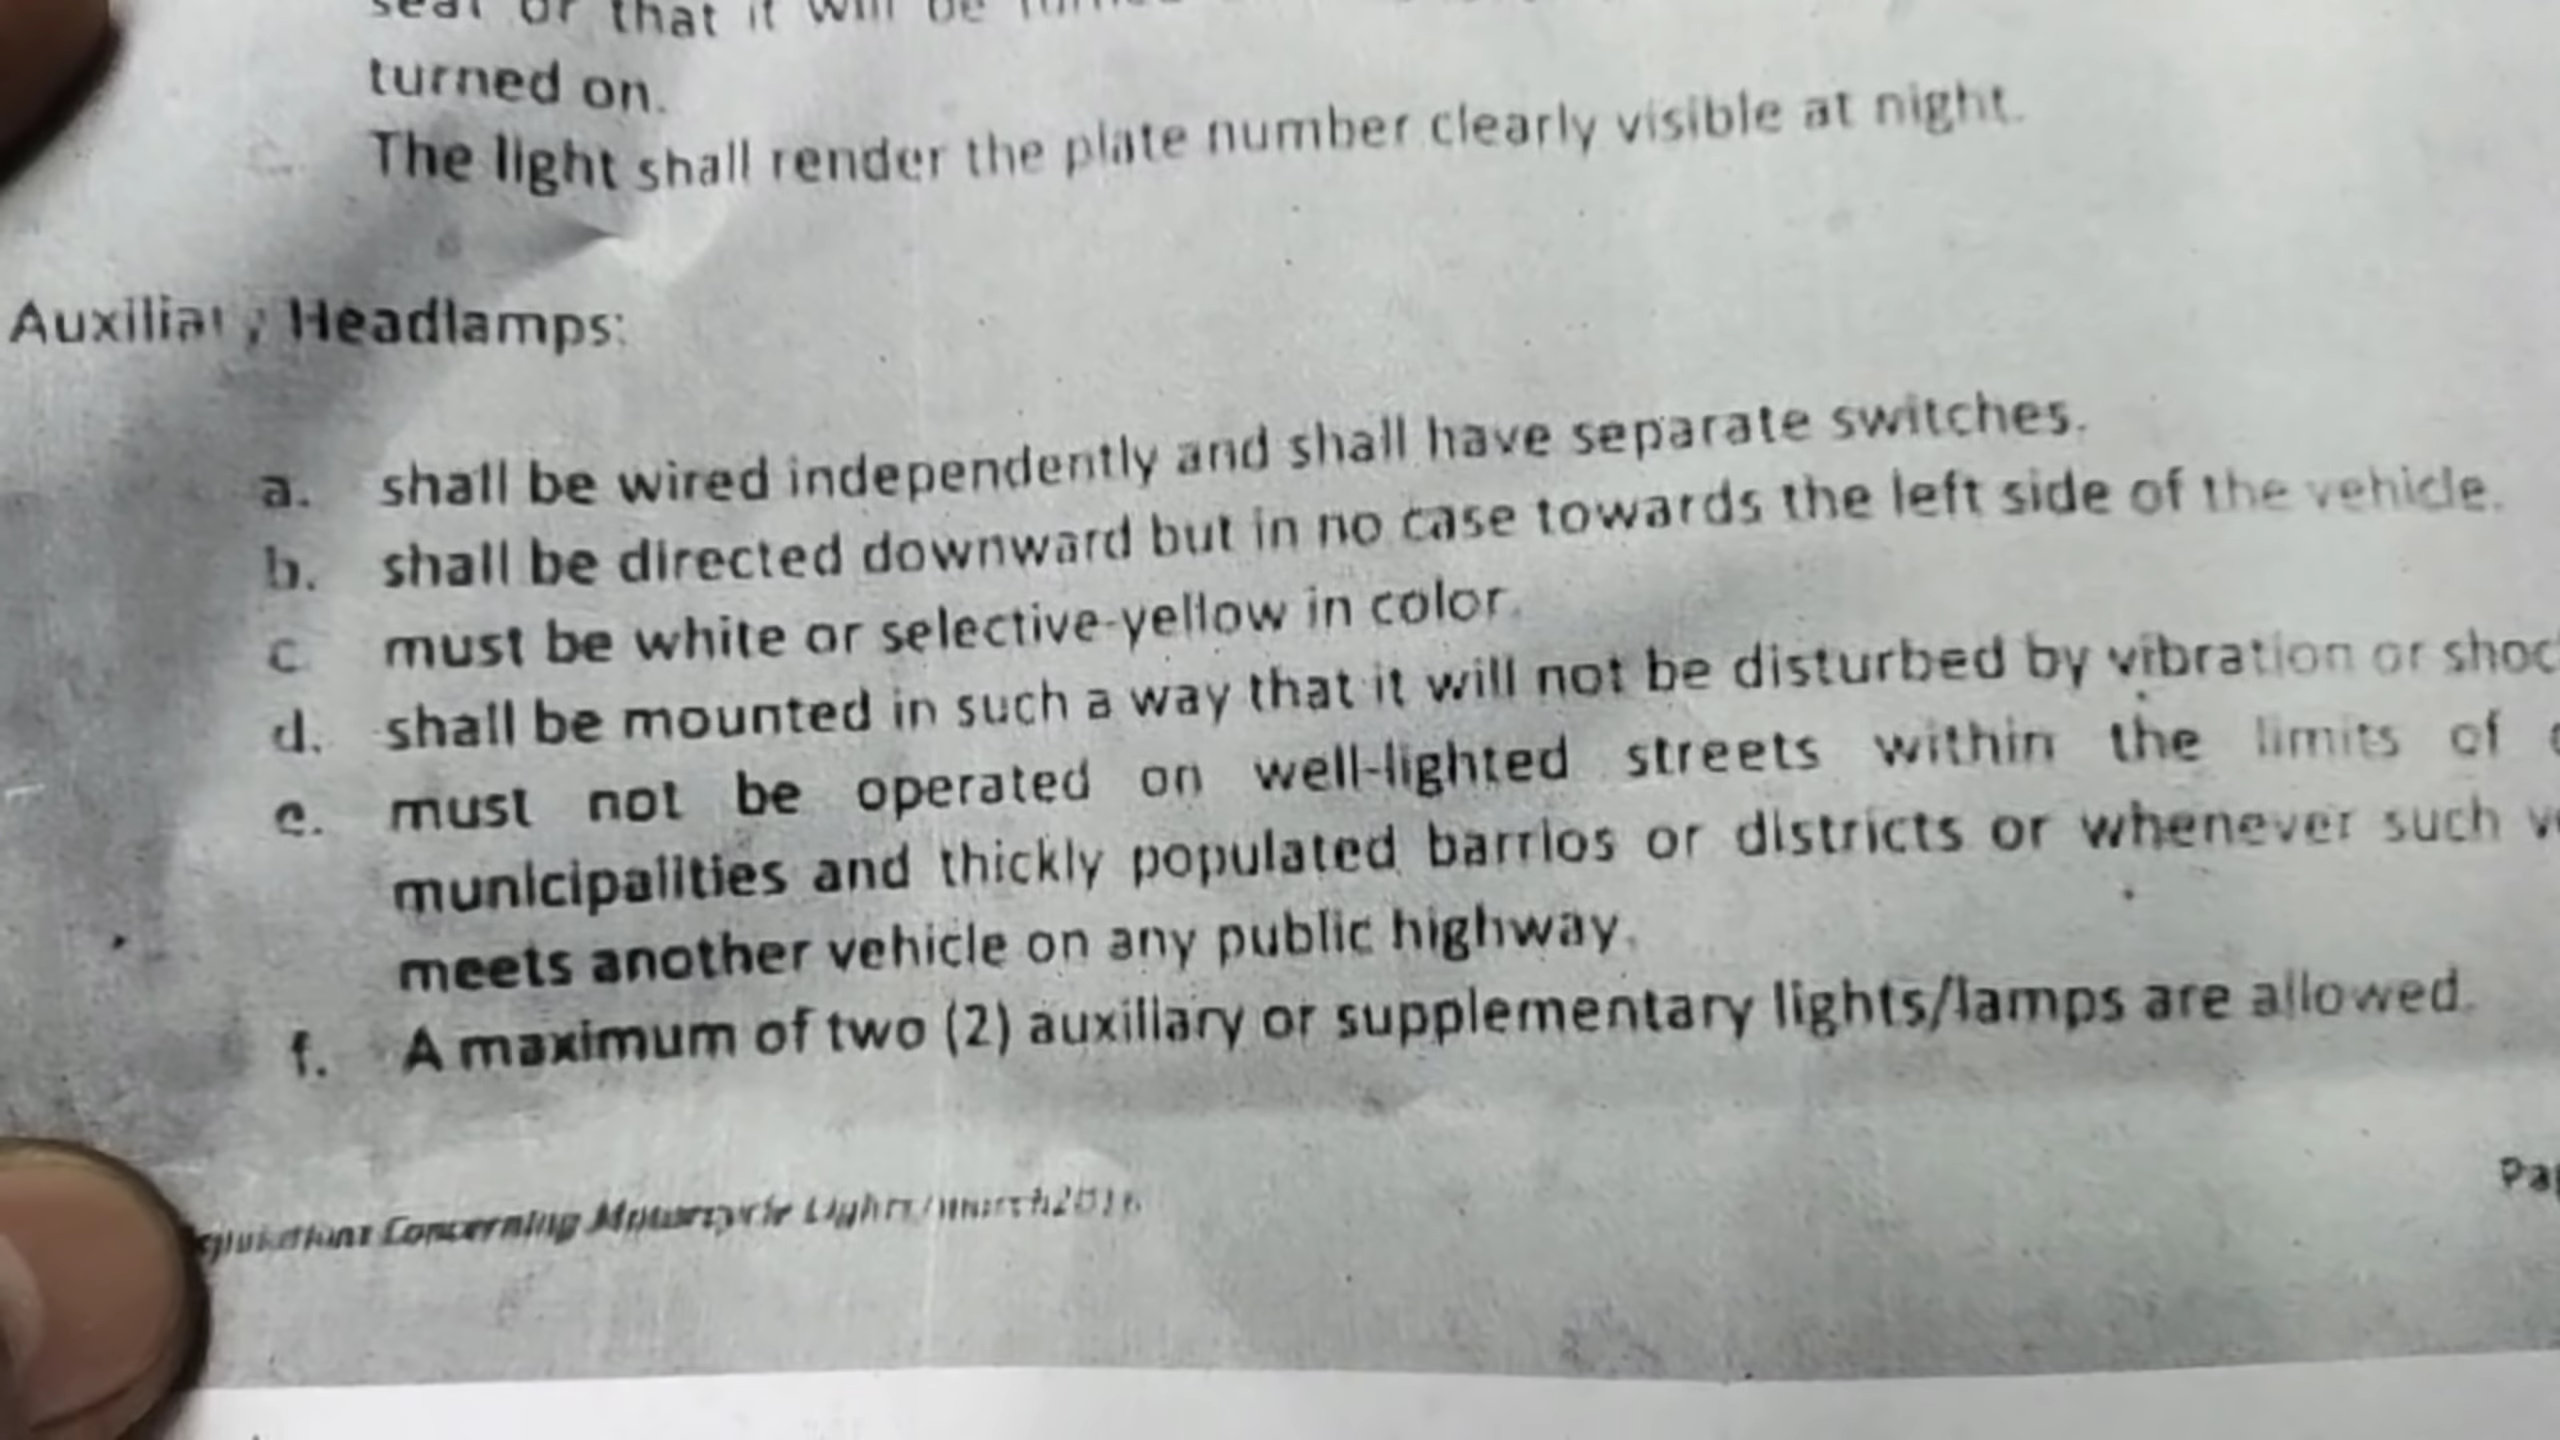 seal or that it will be
turned on.
The light shall render the plate number clearly visible at night.
Auxiliary Headlamps:
a. shall be wired independently and shall have separate switches.
b. shall be directed downward but in no case towards the left side of the vehicle.
c must be white or selective-yellow in color.
d. shall be mounted in such a way that it will not be disturbed by vibration or shoc
e. must not be operated on well-lighted streets within the limits of
municipalities and thickly populated barrios or districts or whenever such
meets another vehicle on any public highway.
f. A maximum of two (2) auxiliary or supplementary lights/lamps are allowed.
Concerning Motorcycle Lights/march2016
Pag